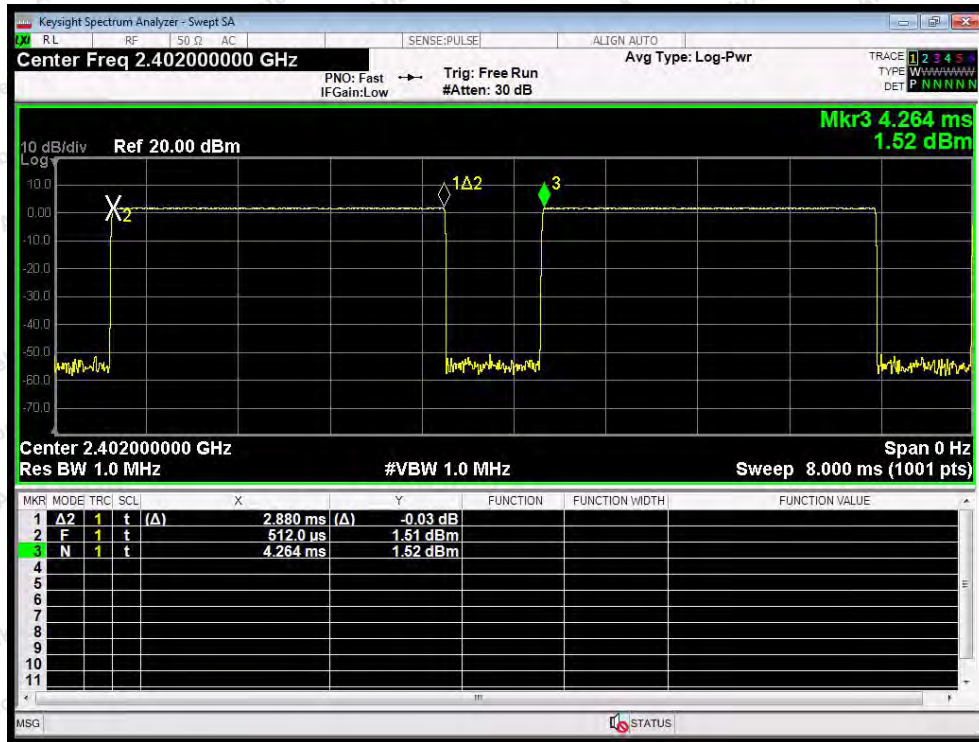 Keysight Spectrum Analyzer - Swept SA
RL RF 50 Ω AC SENSE:PULSE ALIGN AUTO
Center Freq 2.402000000 GHz Avg Type: Log-Pwr TRACE 1 2 3 4 5 6
PNO: Fast Trig: Free Run TYPE WWWWWW
IFGain:Low #Atten: 30 dB DET P N N N N N
Mkr3 4.264 ms
10 dB/div Ref 20.00 dBm 1.52 dBm
Log
10.0 1Δ2 3
0.00 2
-10.0
-20.0
-30.0
-40.0
-50.0
-60.0
-70.0
Center 2.402000000 GHz Span 0 Hz
Res BW 1.0 MHz #VBW 1.0 MHz Sweep 8.000 ms (1001 pts)
MKR MODE TRC SCL X Y FUNCTION FUNCTION WIDTH FUNCTION VALUE
1 Δ2 1 t (Δ) 2.880 ms (Δ) -0.03 dB
2 F 1 t 512.0 µs 1.51 dBm
3 N 1 t 4.264 ms 1.52 dBm
4
5
6
7
8
9
10
11
MSG STATUS